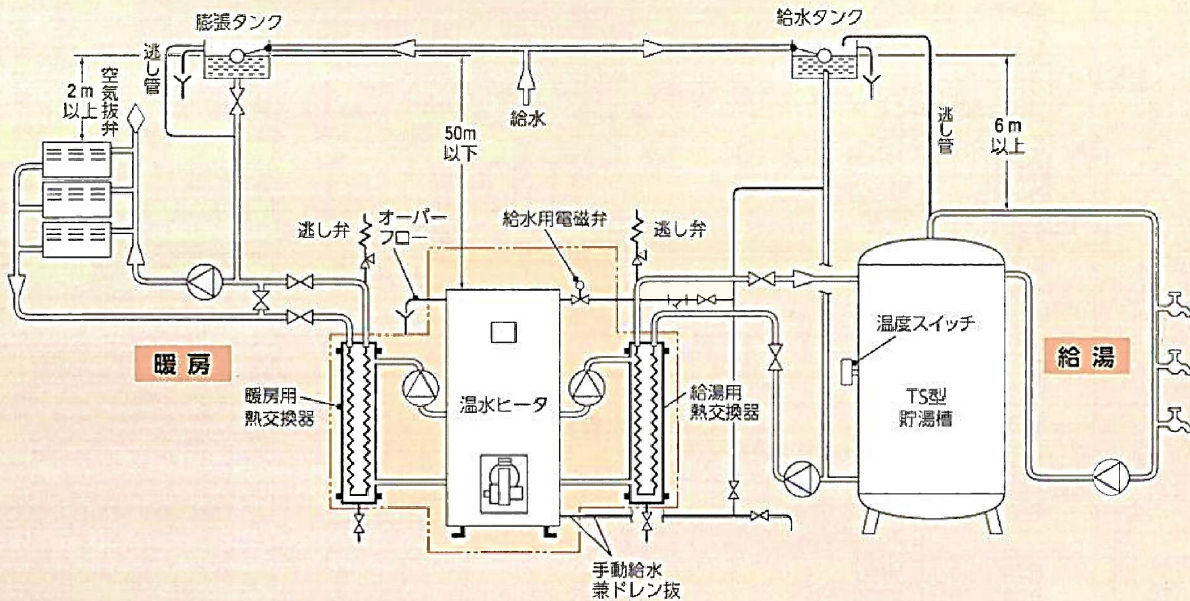 膨張タンク
給水タンク
逃し管
2m
以上
空気抜弁
給水
50m
以下
逃し管
6m
以上
逃し弁
オーバー
フロー
給水用電磁弁
逃し弁
温度スイッチ
暖房
給湯
暖房用
熱交換器
温水ヒータ
給湯用
熱交換器
TS型
貯湯槽
手動給水
兼ドレン抜